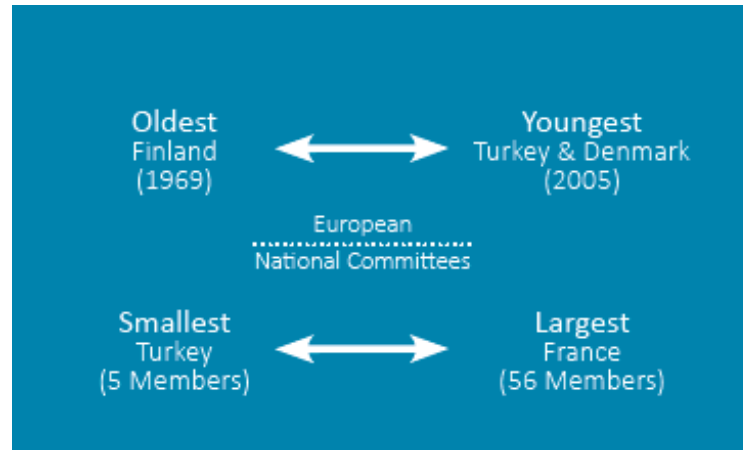 Oldest
Finland
(1969)
Youngest
Turkey & Denmark
(2005)
European
National Committees
Smallest
Turkey
(5 Members)
Largest
France
(56 Members)